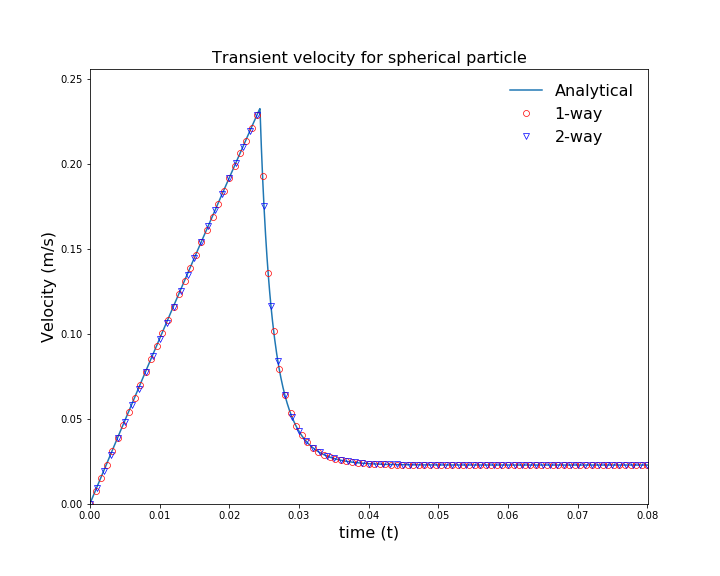 Transient velocity for spherical particle
Analytical
1-way
2-way
Velocity (m/s)
0.25
0.20
0.15
0.10
0.05
0.00
0.00 0.01 0.02 0.03 0.04 0.05 0.06 0.07 0.08
time (t)